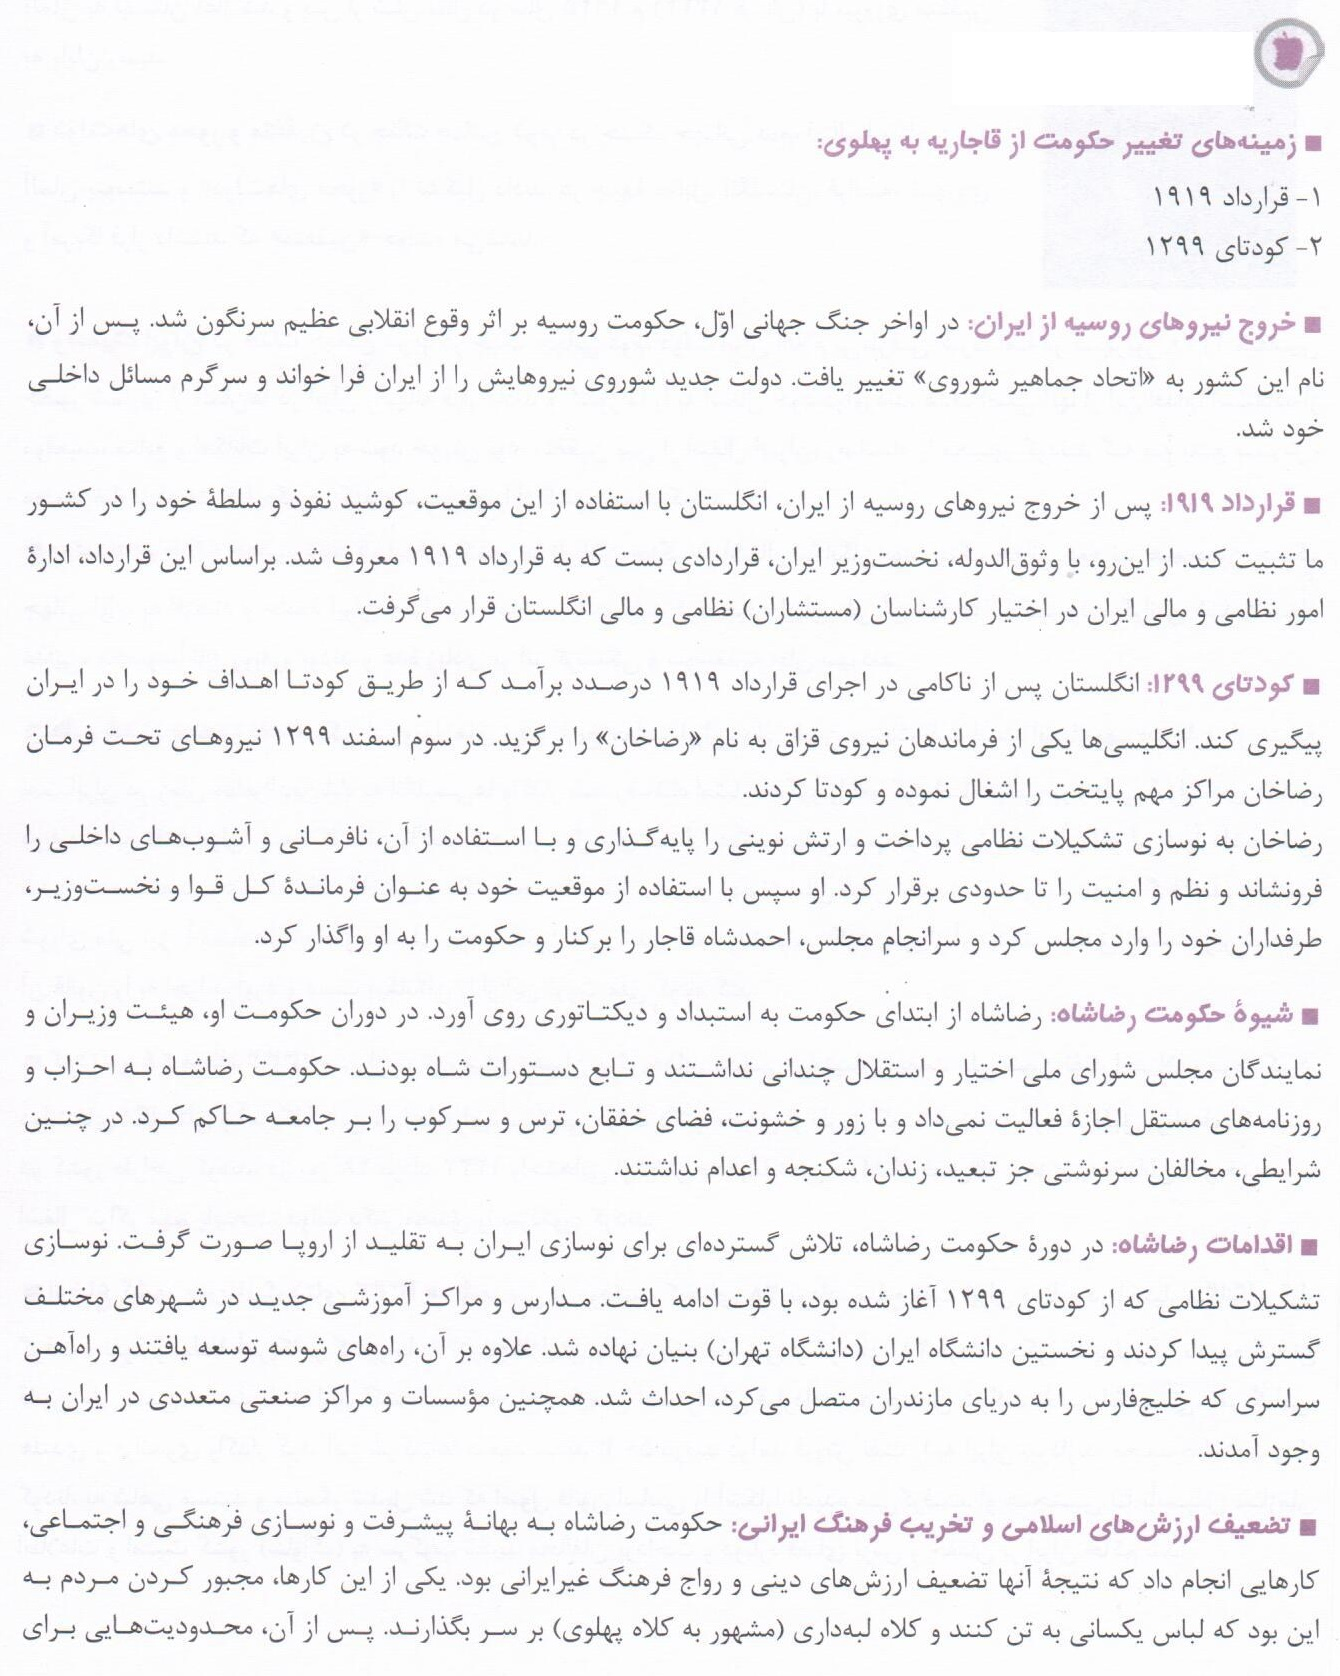 ■ زمینه‌های تغییر حکومت از قاجاریه به پهلوی:
۱- قرارداد ۱۹۱۹
۲- کودتای ۱۲۹۹
■ خروج نیروهای روسیه از ایران: در اواخر جنگ جهانی اوّل، حکومت روسیه بر اثر وقوع انقلابی عظیم سرنگون شد. پس از آن،
نام این کشور به «اتحاد جماهیر شوروی» تغییر یافت. دولت جدید شوروی نیروهایش را از ایران فرا خواند و سرگرم مسائل داخلی
خود شد.
■ قرارداد ۱۹۱۹: پس از خروج نیروهای روسیه از ایران، انگلستان با استفاده از این موقعیت، کوشید نفوذ و سلطهٔ خود را در کشور
ما تثبیت کند. از این‌رو، با وثوق‌الدوله، نخست‌وزیر ایران، قراردادی بست که به قرارداد ۱۹۱۹ معروف شد. براساس این قرارداد، ادارهٔ
امور نظامی و مالی ایران در اختیار کارشناسان (مستشاران) نظامی و مالی انگلستان قرار می‌گرفت.
■ کودتای ۱۲۹۹: انگلستان پس از ناکامی در اجرای قرارداد ۱۹۱۹ درصدد برآمد که از طریق کودتا اهداف خود را در ایران
پیگیری کند. انگلیسی‌ها یکی از فرماندهان نیروی قزاق به نام «رضاخان» را برگزید. در سوم اسفند ۱۲۹۹ نیروهای تحت فرمان
رضاخان مراکز مهم پایتخت را اشغال نموده و کودتا کردند.
رضاخان به نوسازی تشکیلات نظامی پرداخت و ارتش نوینی را پایه‌گذاری و با استفاده از آن، نافرمانی و آشوب‌های داخلی را
فرونشاند و نظم و امنیت را تا حدودی برقرار کرد. او سپس با استفاده از موقعیت خود به عنوان فرماندهٔ کل قوا و نخست‌وزیر،
طرفداران خود را وارد مجلس کرد و سرانجام مجلس، احمدشاه قاجار را برکنار و حکومت را به او واگذار کرد.
■ شیوهٔ حکومت رضاشاه: رضاشاه از ابتدای حکومت به استبداد و دیکتاتوری روی آورد. در دوران حکومت او، هیئت وزیران و
نمایندگان مجلس شورای ملی اختیار و استقلال چندانی نداشتند و تابع دستورات شاه بودند. حکومت رضاشاه به احزاب و
روزنامه‌های مستقل اجازهٔ فعالیت نمی‌داد و با زور و خشونت، فضای خفقان، ترس و سرکوب را بر جامعه حاکم کرد. در چنین
شرایطی، مخالفان سرنوشتی جز تبعید، زندان، شکنجه و اعدام نداشتند.
■ اقدامات رضاشاه: در دورهٔ حکومت رضاشاه، تلاش گسترده‌ای برای نوسازی ایران به تقلید از اروپا صورت گرفت. نوسازی
تشکیلات نظامی که از کودتای ۱۲۹۹ آغاز شده بود، با قوت ادامه یافت. مدارس و مراکز آموزشی جدید در شهرهای مختلف
گسترش پیدا کردند و نخستین دانشگاه ایران (دانشگاه تهران) بنیان نهاده شد. علاوه بر آن، راه‌های شوسه توسعه یافتند و راه‌آهن
سراسری که خلیج‌فارس را به دریای مازندران متصل می‌کرد، احداث شد. همچنین مؤسسات و مراکز صنعتی متعددی در ایران به
وجود آمدند.
■ تضعیف ارزش‌های اسلامی و تخریب فرهنگ ایرانی: حکومت رضاشاه به بهانهٔ پیشرفت و نوسازی فرهنگی و اجتماعی،
کارهایی انجام داد که نتیجهٔ آنها تضعیف ارزش‌های دینی و رواج فرهنگ غیرایرانی بود. یکی از این کارها، مجبور کردن مردم به
این بود که لباس یکسانی به تن کنند و کلاه لبه‌داری (مشهور به کلاه پهلوی) بر سر بگذارند. پس از آن، محدودیت‌هایی برای